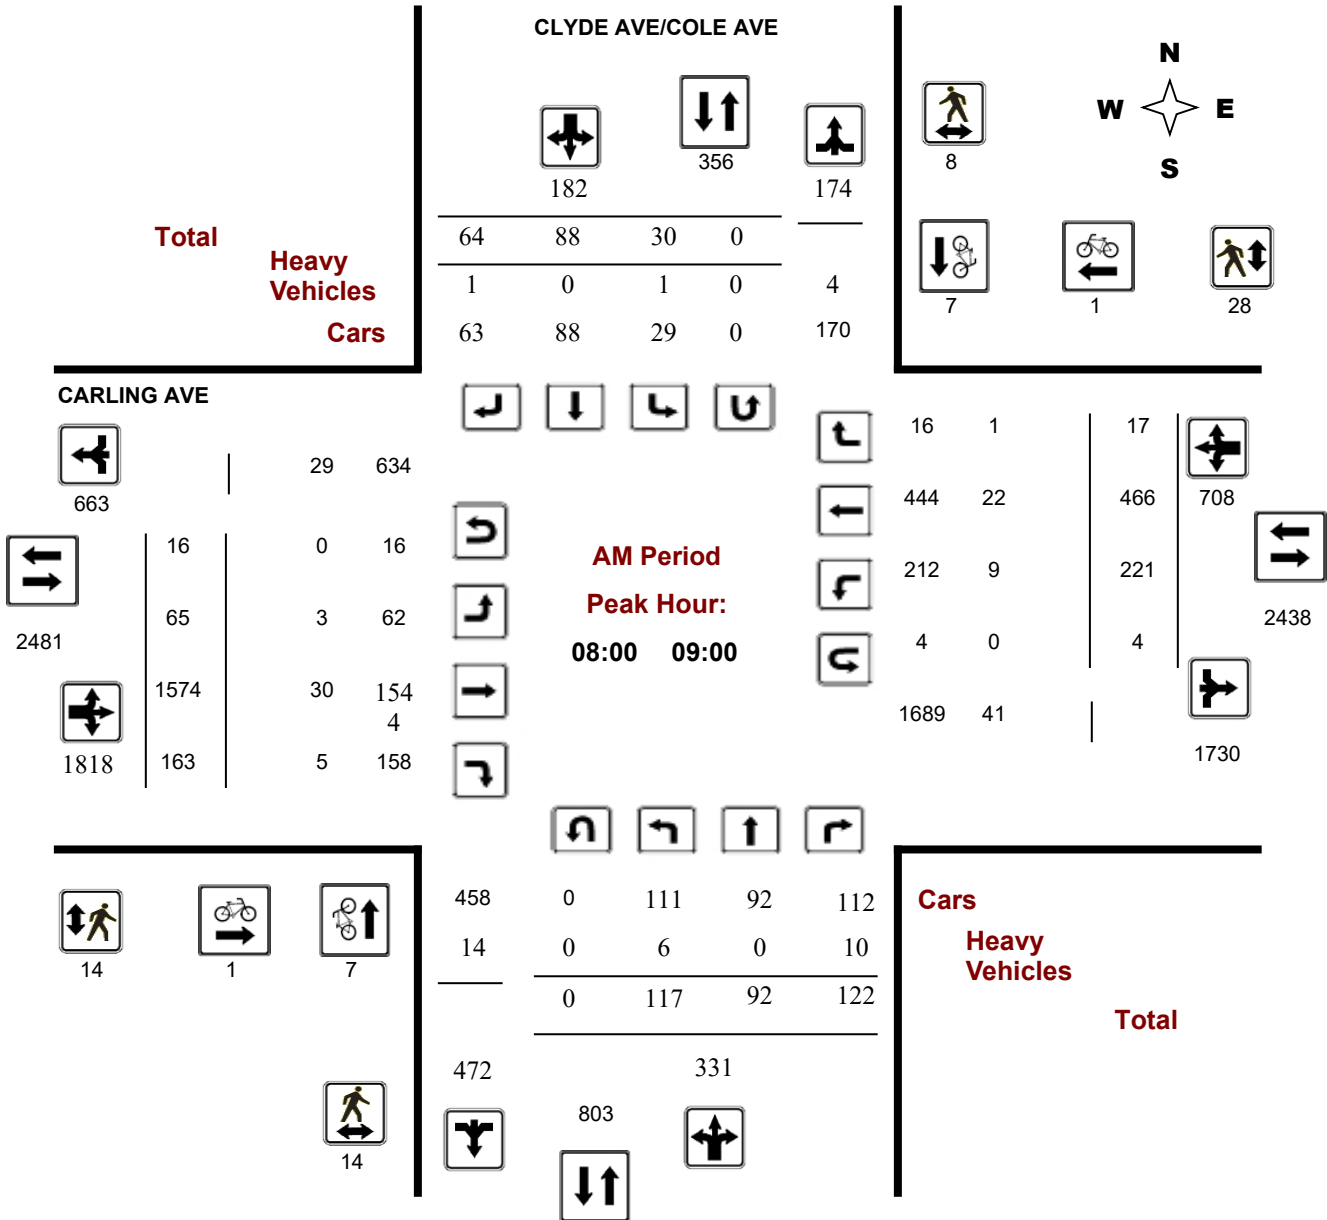 CLYDE AVE/COLE AVE
N
W E
S
356
8
182
174
Total
64 88 30 0
Heavy
Vehicles
1 0 1 0 4
7 1 28
Cars
63 88 29 0 170
CARLING AVE
16 1 17
29 634
663
444 22 466 708
16 0 16
AM Period
212 9 221
65 3 62
Peak Hour:
2438
2481
08:00 09:00
4 0 4
1574 30 154
4
1689 41
1818 163 5 158
1730
458 0 111 92 112
Cars
14 0 6 0 10
Heavy
Vehicles
14 1 7
0 117 92 122
Total
472 331
803
14